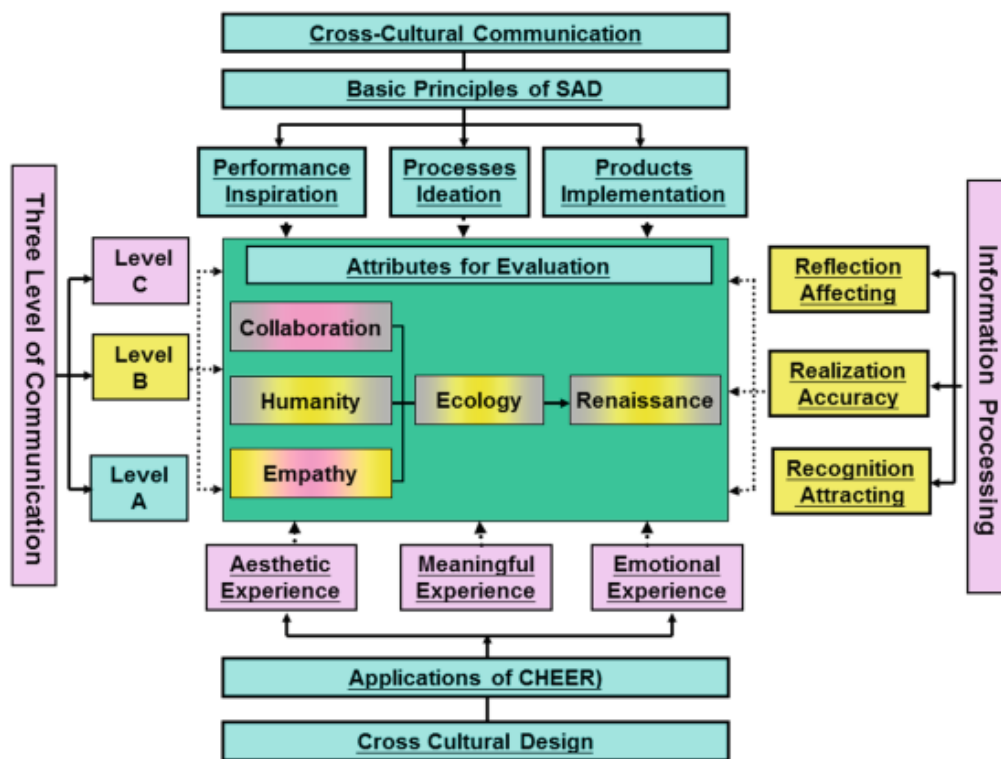 Cross-Cultural Communication
Basic Principles of SAD
Performance
Inspiration
Processes
Ideation
Products
Implementation
Three Level of Communication
Level
C
Level
B
Level
A
Attributes for Evaluation
Collaboration
Humanity
Empathy
Ecology
Renaissance
Reflection
Affecting
Realization
Accuracy
Recognition
Attracting
Information Processing
Aesthetic
Experience
Meaningful
Experience
Emotional
Experience
Applications of CHEER)
Cross Cultural Design